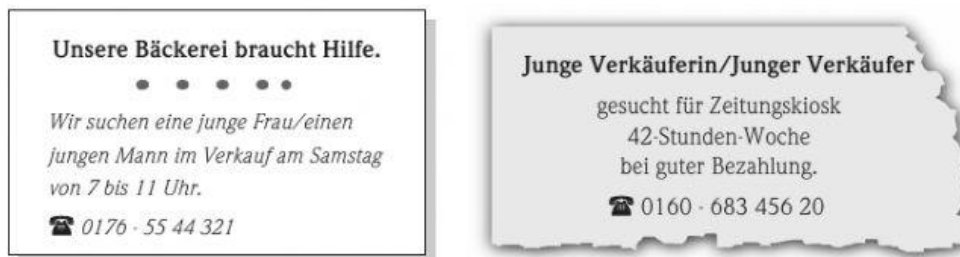 Unsere Bäckerei braucht Hilfe.
Wir suchen eine junge Frau/einen
jungen Mann im Verkauf am Samstag
von 7 bis 11 Uhr.
☎ 0176 - 55 44 321
Junge Verkäuferin/Junger Verkäufer
gesucht für Zeitungskiosk
42-Stunden-Woche
bei guter Bezahlung.
☎ 0160 - 683 456 20